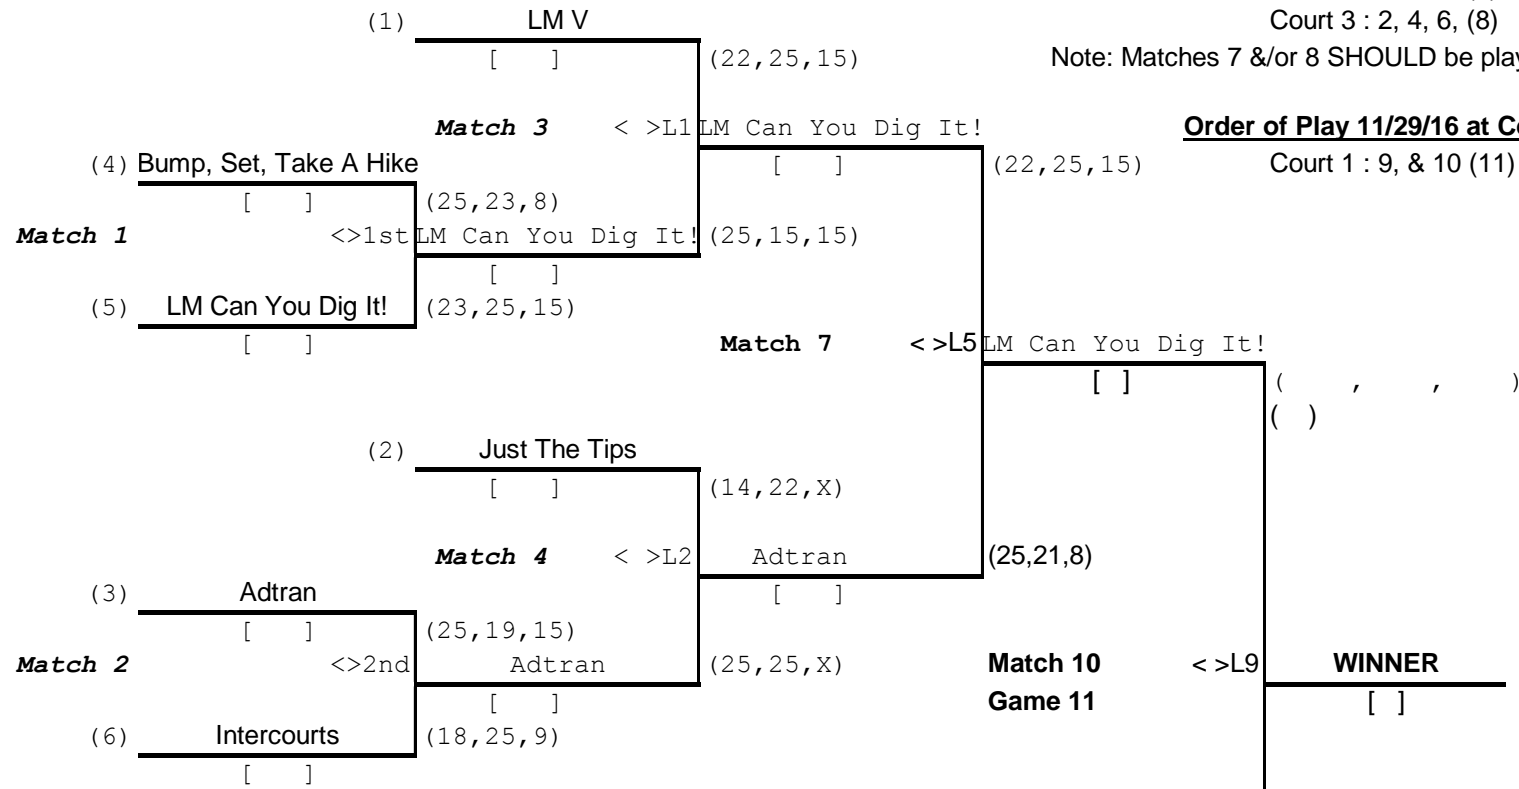 (1) LM V Court 3 : 2, 4, 6, (8)
[ ] (22,25,15) Note: Matches 7 &/or 8 SHOULD be
Match 3 < >L1 LM Can You Dig It! Order of Play 11/29/16 at
(4) Bump, Set, Take A Hike [ ] (22,25,15) Court 1 : 9, & 10 (11)
[ ] (25,23,8)
Match 1 <>1st LM Can You Dig It! (25,15,15)
[ ]
(5) LM Can You Dig It! (23,25,15)
[ ] Match 7 < >L5 LM Can You Dig It!
[ ] ( , , )
( )
(2) Just The Tips
[ ] (14,22,X)
Match 4 < >L2 Adtran (25,21,8)
(3) Adtran [ ]
[ ] (25,19,15)
Match 2 <>2nd Adtran (25,25,X) Match 10 < >L9 WINNER
[ ] Game 11 [ ]
(6) Intercourts (18,25,9)
[ ]